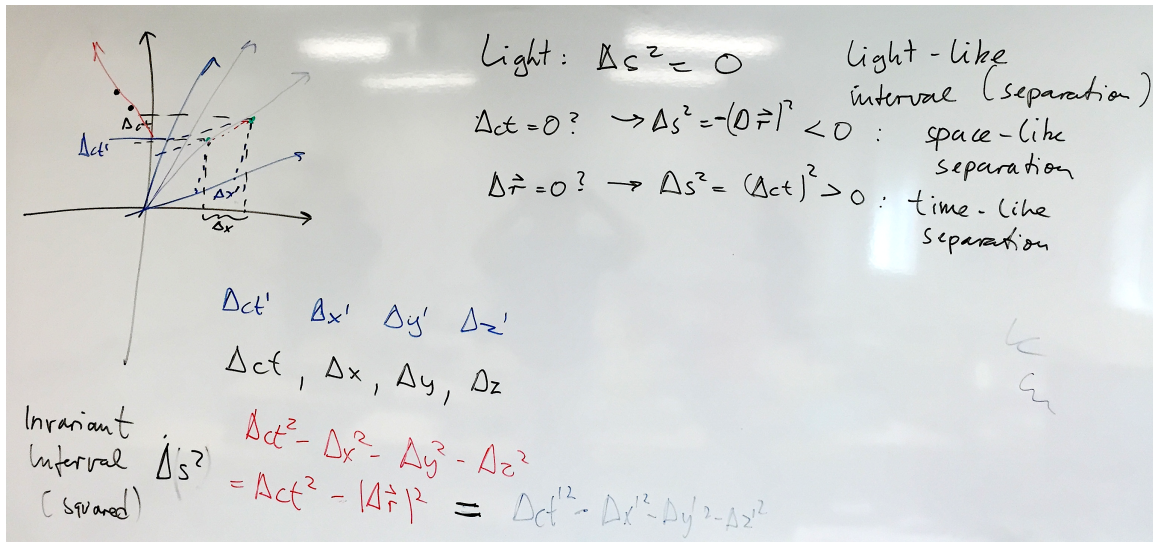 Light: Δs² = 0
Light-like
interval (separation)
Δct = 0? → Δs² = -(Δr⃗)² < 0 : space-like
separation
Δr⃗ = 0? → Δs² = (Δct)² > 0 : time-like
separation
Δct
Δct'
Δx'
Δx
Δct' Δx' Δy' Δz'
Δct , Δx , Δy , Δz
Invariant
Interval Δs²
(squared)
Δct² - Δx² - Δy² - Δz²
= Δct² - |Δr⃗|² = Δct'² - Δx'² - Δy'² - Δz'²